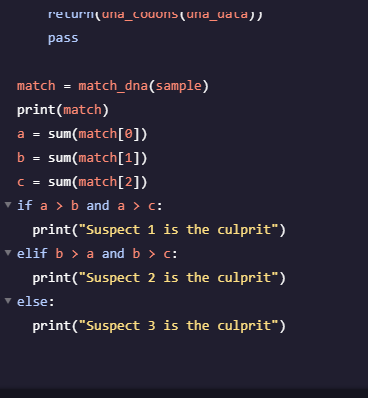 return(dna_codons(dna_data))
pass
match = match_dna(sample)
print(match)
a = sum(match[0])
b = sum(match[1])
c = sum(match[2])
if a > b and a > c:
print("Suspect 1 is the culprit")
elif b > a and b > c:
print("Suspect 2 is the culprit")
else:
print("Suspect 3 is the culprit")